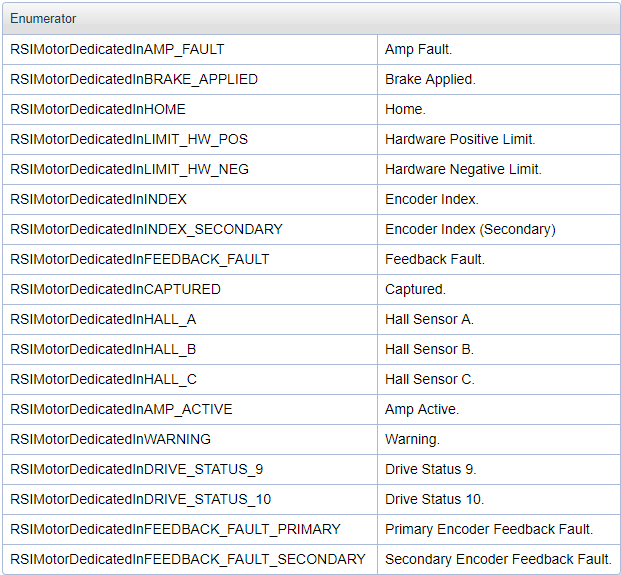 Enumerator
RSIMotorDedicatedInAMP_FAULT Amp Fault.
RSIMotorDedicatedInBRAKE_APPLIED Brake Applied.
RSIMotorDedicatedInHOME Home.
RSIMotorDedicatedInLIMIT_HW_POS Hardware Positive Limit.
RSIMotorDedicatedInLIMIT_HW_NEG Hardware Negative Limit.
RSIMotorDedicatedInINDEX Encoder Index.
RSIMotorDedicatedInINDEX_SECONDARY Encoder Index (Secondary)
RSIMotorDedicatedInFEEDBACK_FAULT Feedback Fault.
RSIMotorDedicatedInCAPTURED Captured.
RSIMotorDedicatedInHALL_A Hall Sensor A.
RSIMotorDedicatedInHALL_B Hall Sensor B.
RSIMotorDedicatedInHALL_C Hall Sensor C.
RSIMotorDedicatedInAMP_ACTIVE Amp Active.
RSIMotorDedicatedInWARNING Warning.
RSIMotorDedicatedInDRIVE_STATUS_9 Drive Status 9.
RSIMotorDedicatedInDRIVE_STATUS_10 Drive Status 10.
RSIMotorDedicatedInFEEDBACK_FAULT_PRIMARY Primary Encoder Feedback Fault.
RSIMotorDedicatedInFEEDBACK_FAULT_SECONDARY Secondary Encoder Feedback Fault.